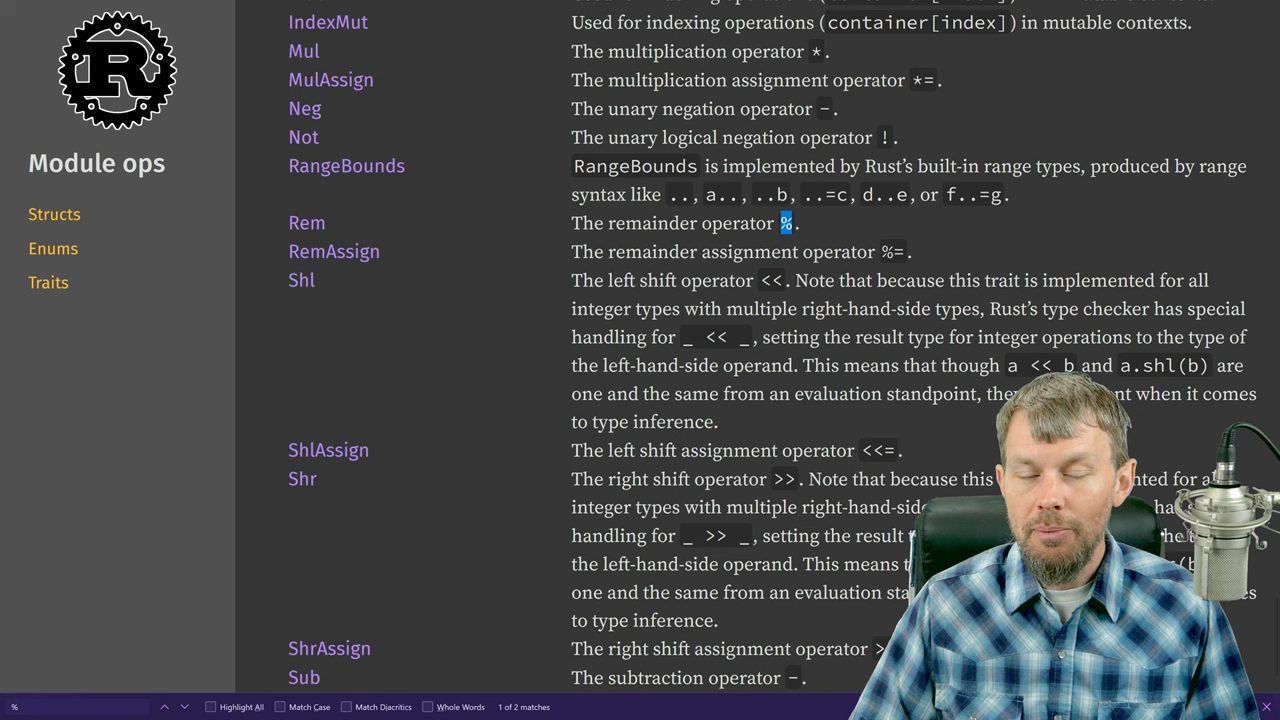 IndexMut
Used for indexing operations (container[index]) in mutable contexts.
Mul
The multiplication operator *.
MulAssign
The multiplication assignment operator *=.
Neg
The unary negation operator -.
Not
The unary logical negation operator !.
RangeBounds
RangeBounds is implemented by Rust's built-in range types, produced by range
syntax like .., a.., ..b, ..=c, d..e, or f..=g.
Rem
The remainder operator %.
RemAssign
The remainder assignment operator %=.
Shl
The left shift operator <<. Note that because this trait is implemented for all
integer types with multiple right-hand-side types, Rust's type checker has special
handling for _ << _, setting the result type for integer operations to the type of
the left-hand-side operand. This means that though a << b and a.shl(b) are
one and the same from an evaluation standpoint, when it comes
to type inference.
ShlAssign
The left shift assignment operator <<=.
Shr
The right shift operator >>. Note that because this
integer types with multiple right-hand-side
handling for _ >> _, setting the result
the left-hand-side operand. This means
one and the same from an evaluation
to type inference.
ShrAssign
The right shift assignment operator
Sub
The subtraction operator -.
R
Module ops
Structs
Enums
Traits
%
Highlight All
Match Case
Match Diacritics
Whole Words
1 of 2 matches